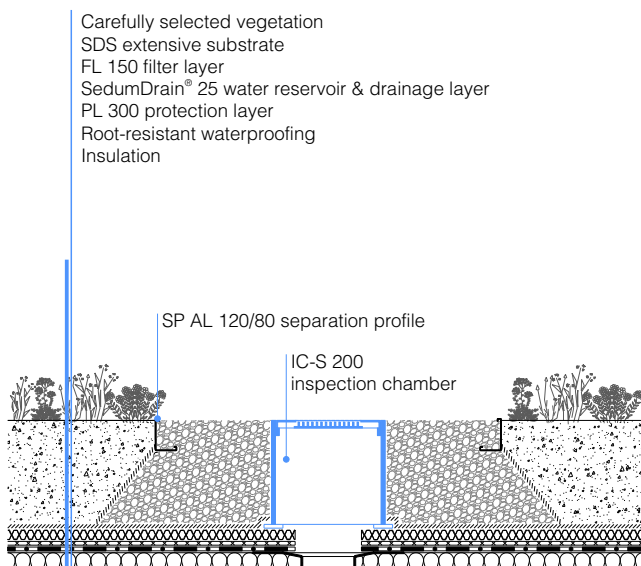 Carefully selected vegetation
SDS extensive substrate
FL 150 filter layer
SedumDrain® 25 water reservoir & drainage layer
PL 300 protection layer
Root-resistant waterproofing
Insulation
SP AL 120/80 separation profile
IC-S 200
inspection chamber